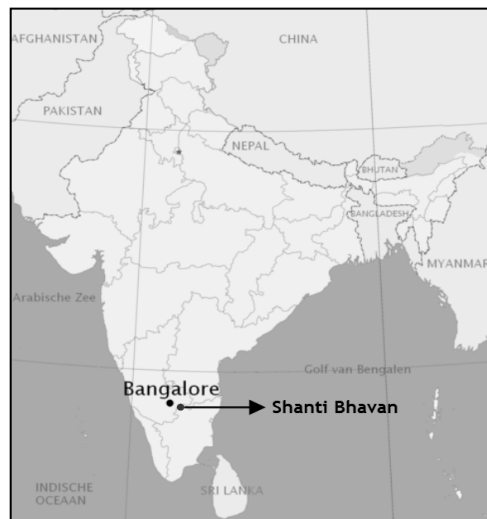 AFGHANISTAN
CHINA
PAKISTAN
NEPAL
BHUTAN
BANGLADESH
MYANMAR
Arabische Zee
Golf van Bengalen
Bangalore
Shanti Bhavan
INDISCHE
OCEAAN
SRI LANKA